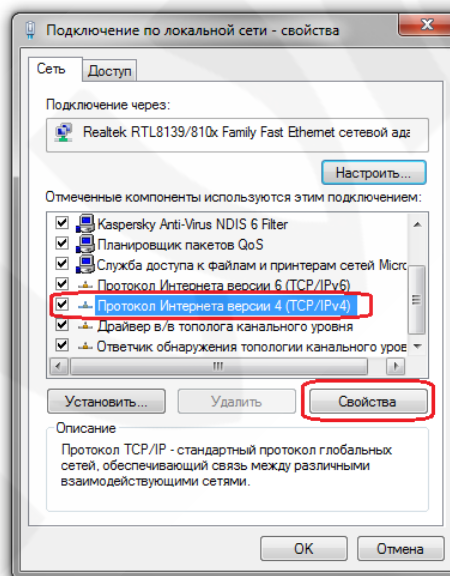 Подключение по локальной сети - свойства
Сеть
Доступ
Подключение через:
Realtek RTL8139/810x Family Fast Ethernet сетевой ада
Настроить...
Отмеченные компоненты используются этим подключением:
Kaspersky Anti-Virus NDIS 6 Filter
Планировщик пакетов QoS
Служба доступа к файлам и принтерам сетей Micro
Протокол Интернета версии 6 (TCP/IPv6)
Протокол Интернета версии 4 (TCP/IPv4)
Драйвер в/в тополога канального уровня
Ответчик обнаружения топологии канального уров
Установить...
Удалить
Свойства
Описание
Протокол TCP/IP - стандартный протокол глобальных
сетей, обеспечивающий связь между различными
взаимодействующими сетями.
OK
Отмена